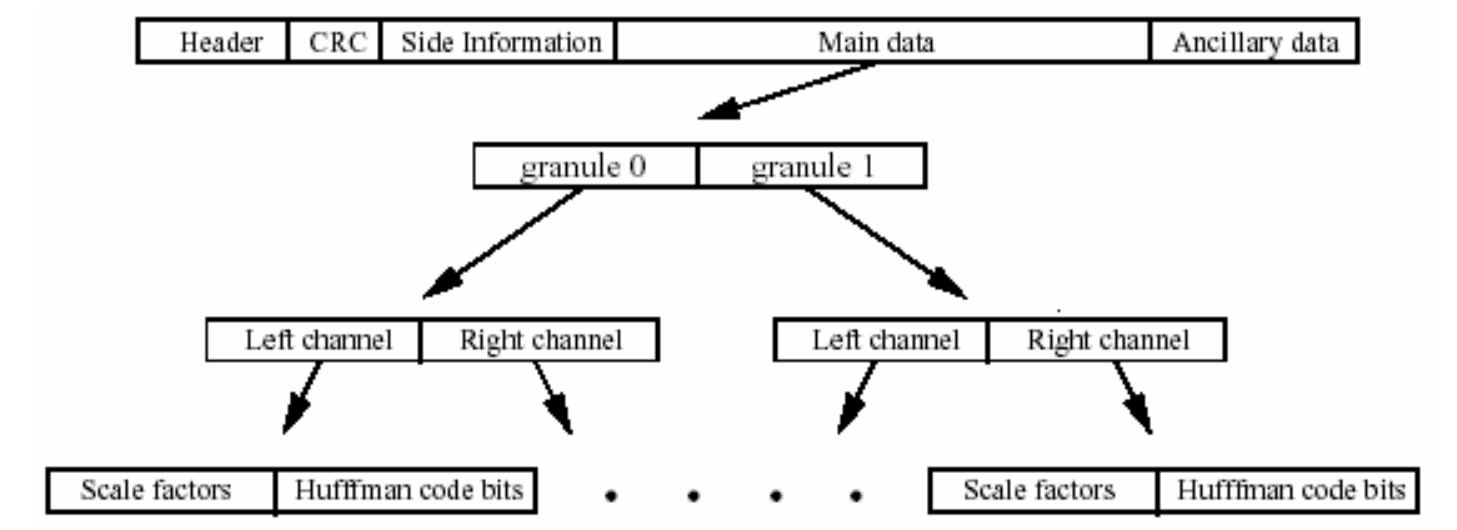 Header CRC Side Information Main data Ancillary data
granule 0 granule 1
Left channel Right channel Left channel Right channel
Scale factors Hufffman code bits . . . . Scale factors Hufffman code bits